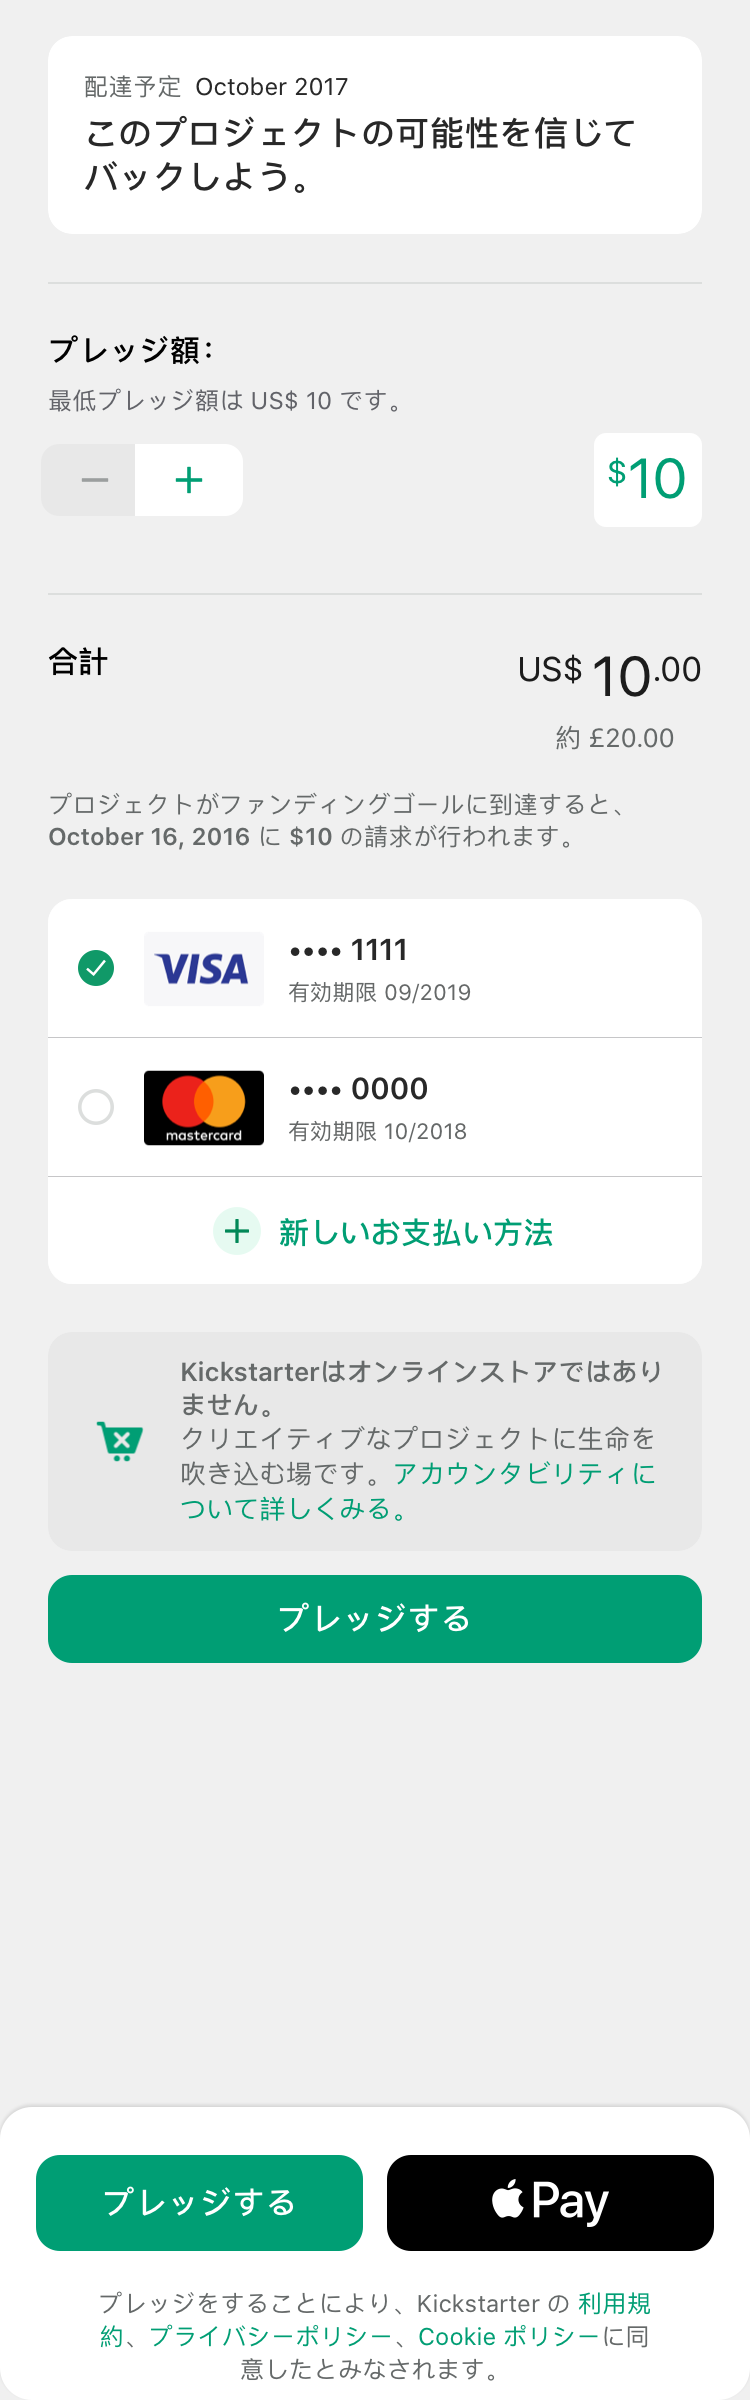 配達予定 October 2017
このプロジェクトの可能性を信じて
バックしよう。
プレッジ額：
最低プレッジ額は US$ 10 です。
− +
$10
合計
US$ 10.00
約 £20.00
プロジェクトがファンディングゴールに到達すると、
October 16, 2016 に $10 の請求が行われます。
VISA
•••• 1111
有効期限 09/2019
mastercard
•••• 0000
有効期限 10/2018
+ 新しいお支払い方法
Kickstarterはオンラインストアではあり
ません。
クリエイティブなプロジェクトに生命を
吹き込む場です。アカウンタビリティに
ついて詳しくみる。
プレッジする
プレッジする
Pay
プレッジをすることにより、Kickstarter の 利用規
約、プライバシーポリシー、Cookie ポリシーに同
意したとみなされます。